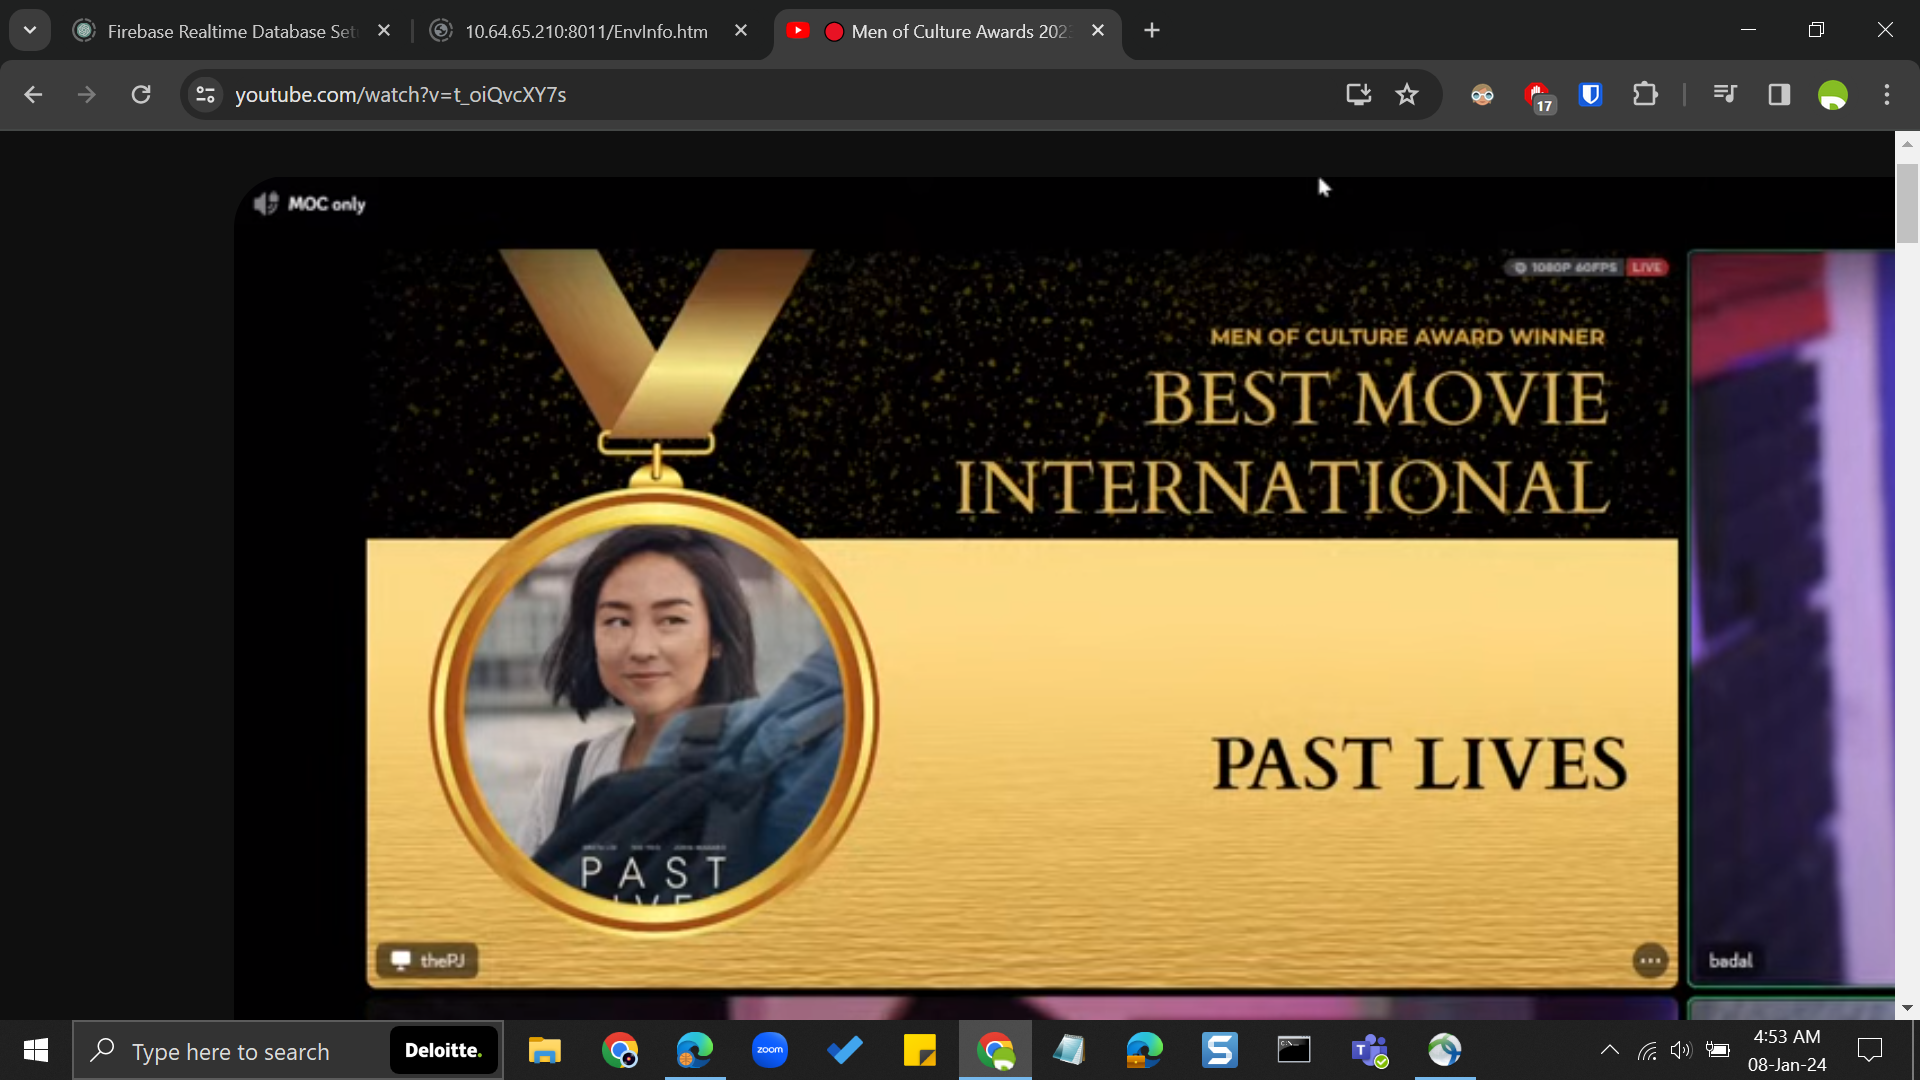 Firebase Realtime Database Set
10.64.65.210:8011/EnvInfo.htm
Men of Culture Awards 202
youtube.com/watch?v=t_oiQvcXY7s
17
MOC only
1080P 60FPS LIVE
MEN OF CULTURE AWARD WINNER
BEST MOVIE
INTERNATIONAL
PAST LIVES
PAST
LIVES
thePJ
badal
Type here to search
Deloitte.
zoom
4:53 AM
08-Jan-24